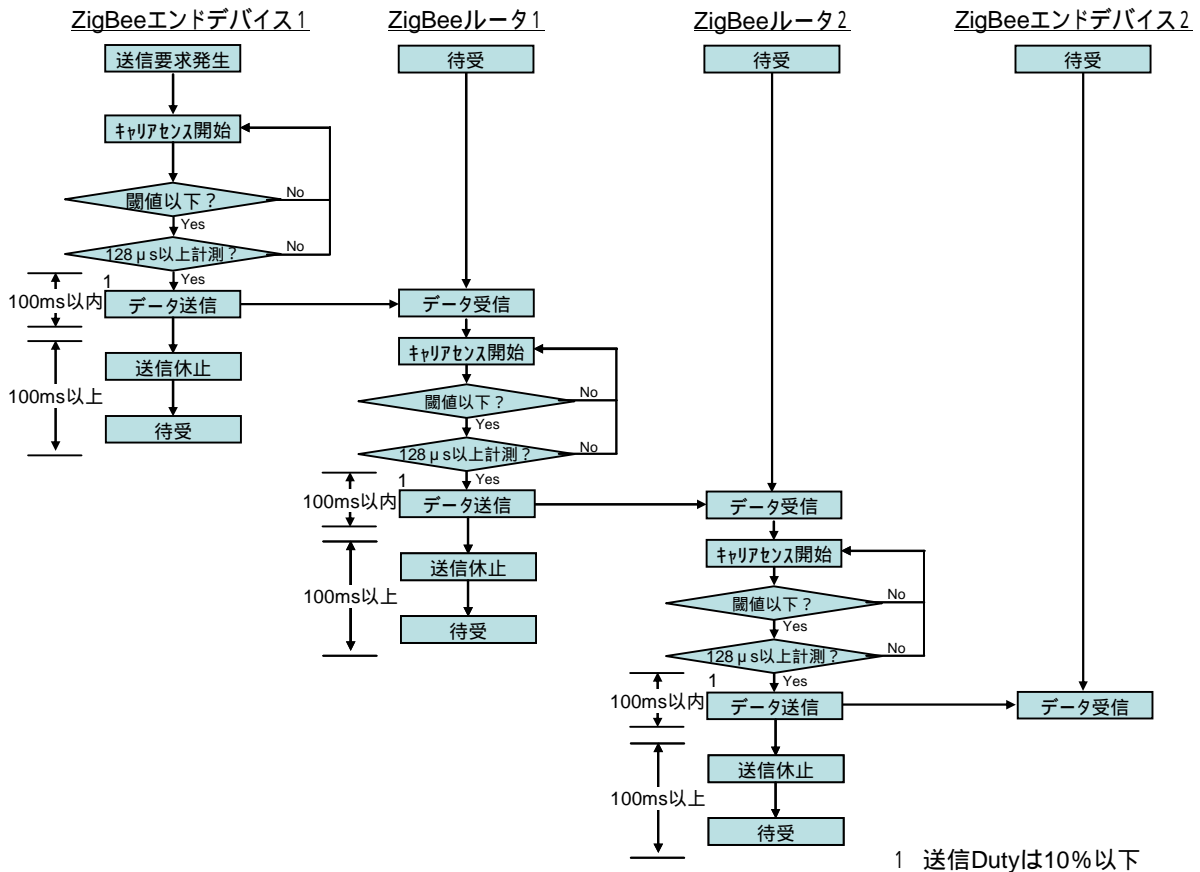 ZigBeeエンドデバイス1
ZigBeeルータ1
ZigBeeルータ2
ZigBeeエンドデバイス2
送信要求発生
待受
待受
待受
キャリアセンス開始
閾値以下？
No
Yes
128μs以上計測？
No
Yes
1
100ms以内
データ送信
データ受信
送信休止
100ms以上
待受
キャリアセンス開始
閾値以下？
No
Yes
128μs以上計測？
No
Yes
1
100ms以内
データ送信
データ受信
送信休止
100ms以上
待受
キャリアセンス開始
閾値以下？
No
Yes
128μs以上計測？
No
Yes
1
100ms以内
データ送信
データ受信
送信休止
100ms以上
待受
1 送信Dutyは10％以下